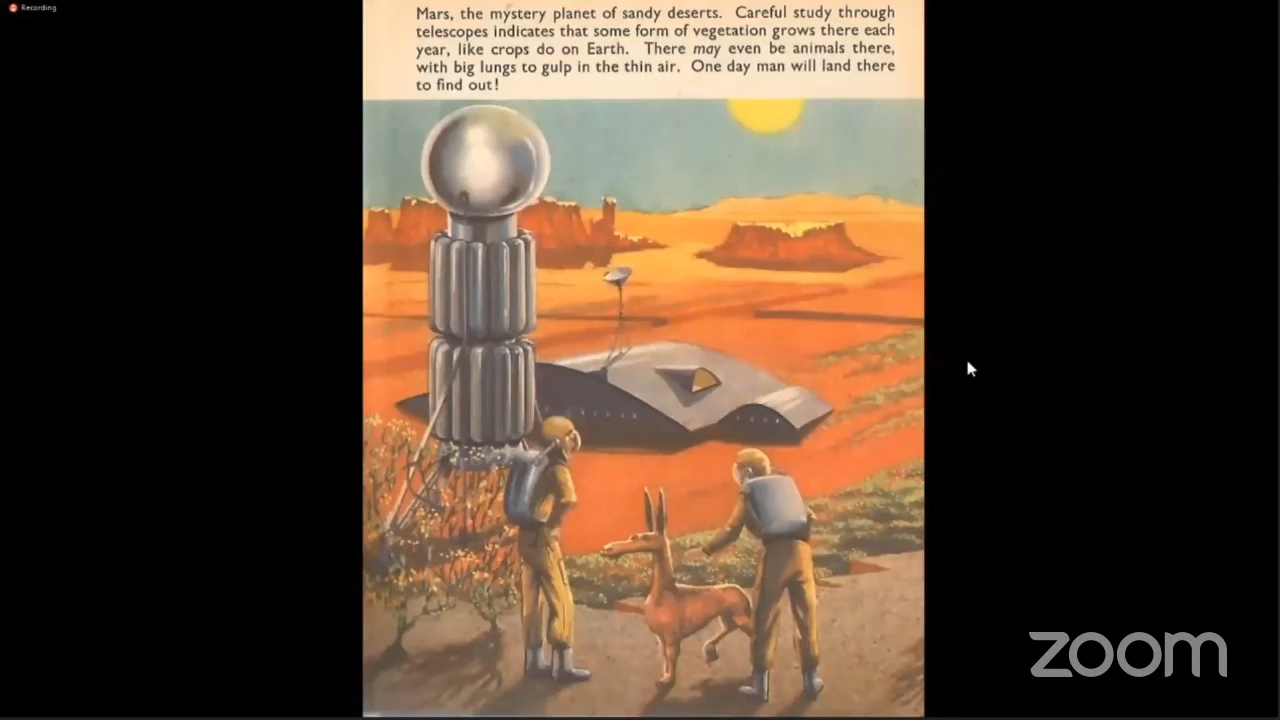 Recording
Mars, the mystery planet of sandy deserts. Careful study through
telescopes indicates that some form of vegetation grows there each
year, like crops do on Earth. There may even be animals there,
with big lungs to gulp in the thin air. One day man will land there
to find out!
zoom